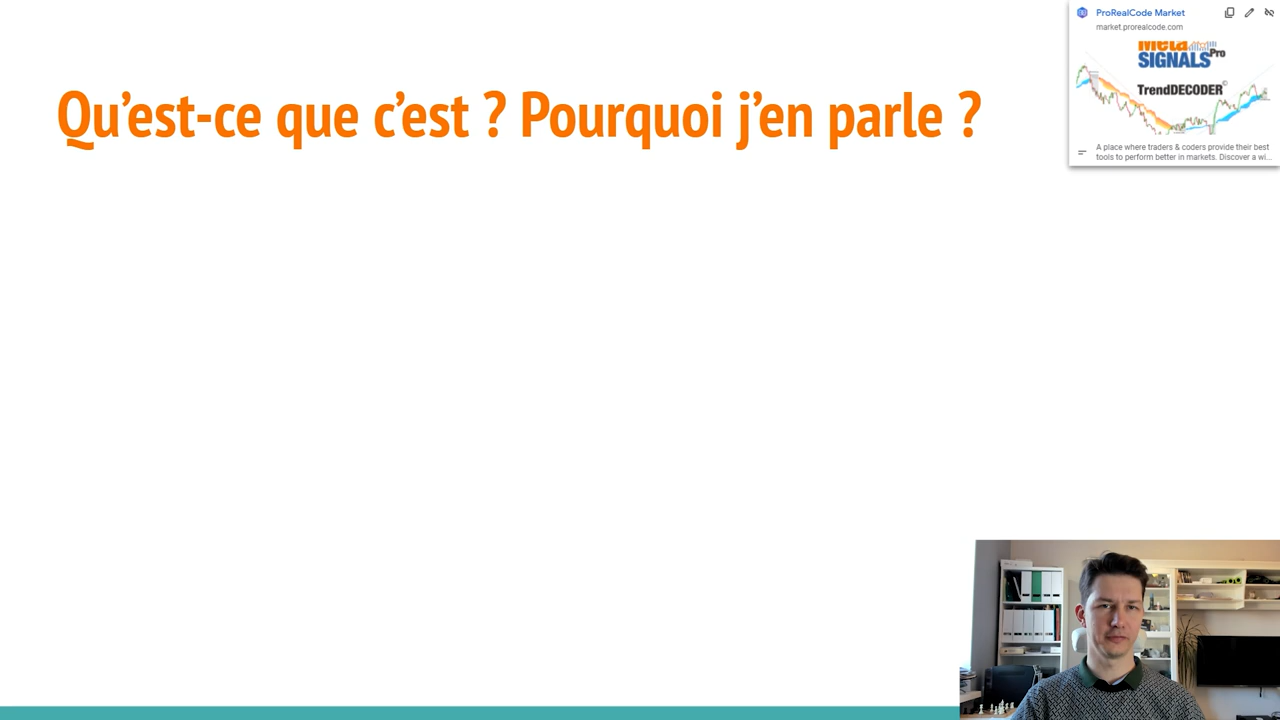 Qu’est-ce que c’est ? Pourquoi j’en parle ?
ProRealCode Market
market.prorealcode.com
Meta
SIGNALS Pro
TrendDECODER
A place where traders & coders provide their best
tools to perform better in markets. Discover a wi...